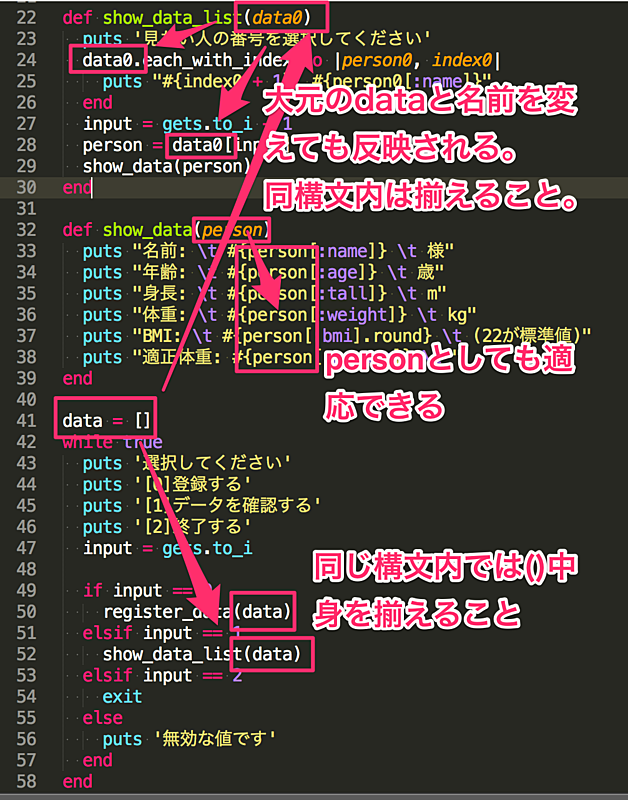 22 def show_data_list(data0)
23 puts '見 い人の番号を選択してください'
24 data0.each_with_inde o |person0, index0|
25 puts "#{index0 + 1 #{person0[:name]}"
26 end
27 input = gets.to_i 1
28 person = data0[inp
29 show_data(person)
30 end
大元のdataと名前を変
えても反映される。
同構文内は揃えること。
31
32 def show_data(person)
33 puts "名前: \t #{person[:name]} \t 様"
34 puts "年齢: \t #{person[:age]} \t 歳"
35 puts "身長: \t #{person[:tall]} \t m"
36 puts "体重: \t #{person[:weight]} \t kg"
37 puts "BMI: \t #{person[ bmi].round} \t (22が標準値)"
38 puts "適正体重: #{person[
39 end
personとしても適
応できる
40
41 data = []
42 while true
43 puts '選択してください'
44 puts '[0]登録する'
45 puts '[1]データを確認する'
46 puts '[2]終了する'
47 input = gets.to_i
48
49 if input ==
50 register_data(data)
51 elsif input == 1
52 show_data_list(data)
53 elsif input == 2
54 exit
55 else
56 puts '無効な値です'
57 end
58 end
同じ構文内では()中
身を揃えること